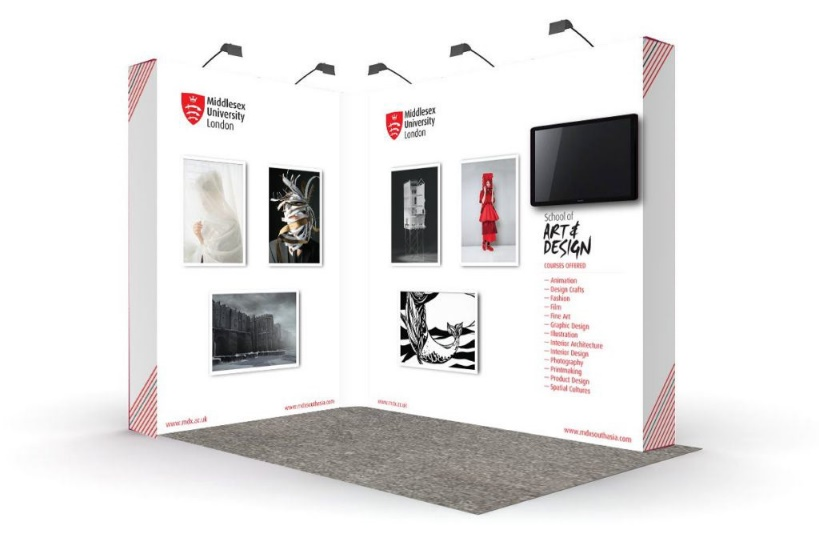 Middlesex
University
London
www.mdx.ac.uk
www.mdxsouthasia.com
Middlesex
University
London
School of
ART &
DESIGN
COURSES OFFERED
— Animation
— Design Crafts
— Fashion
— Film
— Fine Art
— Graphic Design
— Illustration
— Interior Architecture
— Interior Design
— Photography
— Printmaking
— Product Design
— Spatial Cultures
www.mdx.ac.uk
www.mdxsouthasia.com